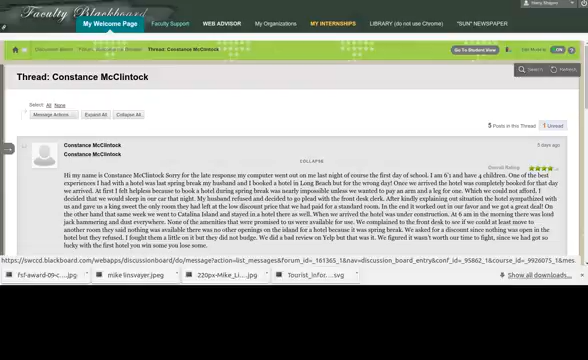 Faculty Blackboard
My Welcome Page Faculty Support WEB ADVISOR My Organizations MY INTERNSHIPS LIBRARY (do not use Chrome) "SUN" NEWSPAPER
Discussion Board Thread: Constance McClintock Go To Student View Edit Mode is: ON
Thread: Constance McClintock
Search Refresh
Select: All None
Message Actions Expand All Collapse All
5 Posts in this Thread 1 Unread
Constance McClintock
5 days ago
Constance McClintock
COLLAPSE
Overall Rating:
Hi my name is Constance McClintock Sorry for the late response my computer went out on me last night of course the first day of school. I am 6'1 and have 4 children. One of the best
experiences I had with a hotel was last spring break my husband and I booked a hotel in Long Beach but for the wrong day! Once we arrived the hotel was completely booked for that day
we arrived. At first I felt helpless because to book a hotel during spring break was nearly impossible unless we wanted to pay an arm and a leg for one. Which we could not afford. I
decided that we would sleep in our car that night. My husband refused and decided to plead with the front desk clerk. After kindly explaining out situation the hotel sympathized with
us and gave us a king sweet the only room they had left at the low discount price that we had paid for a standard room. In the end it worked out in our favor and we got a great deal! On
the other hand that same week we went to Catalina Island and stayed in a hotel there as well. When we arrived the hotel was under construction. At 6 am in the morning there was loud
jack hammering and dust everywhere. None of the amenities that were promised to us were available for use. We complained to the front desk to see if we could at least move to
another room they said nothing was available there was no other openings on the island for a hotel because it was spring break. We asked for a discount since nothing was open in the
hotel but they refused. I fought them a little on it but they did not budge. We did a bad review on Yelp but that was it. We figured it wasn't worth our time to fight, since we had got so
lucky with the first hotel you win some you lose some.
https://swccd.blackboard.com/webapps/discussionboard/do/message?action=list_messages&forum_id=_161365_1&nav=discussion_board_entry&conf_id=_95862_1&course_id=_9926075_1&mes...
fsf-award-09-c....jpg mike linsvayer.jpeg 220px-Mike_Li....jpg Tourist_infor....svg Show all downloads...